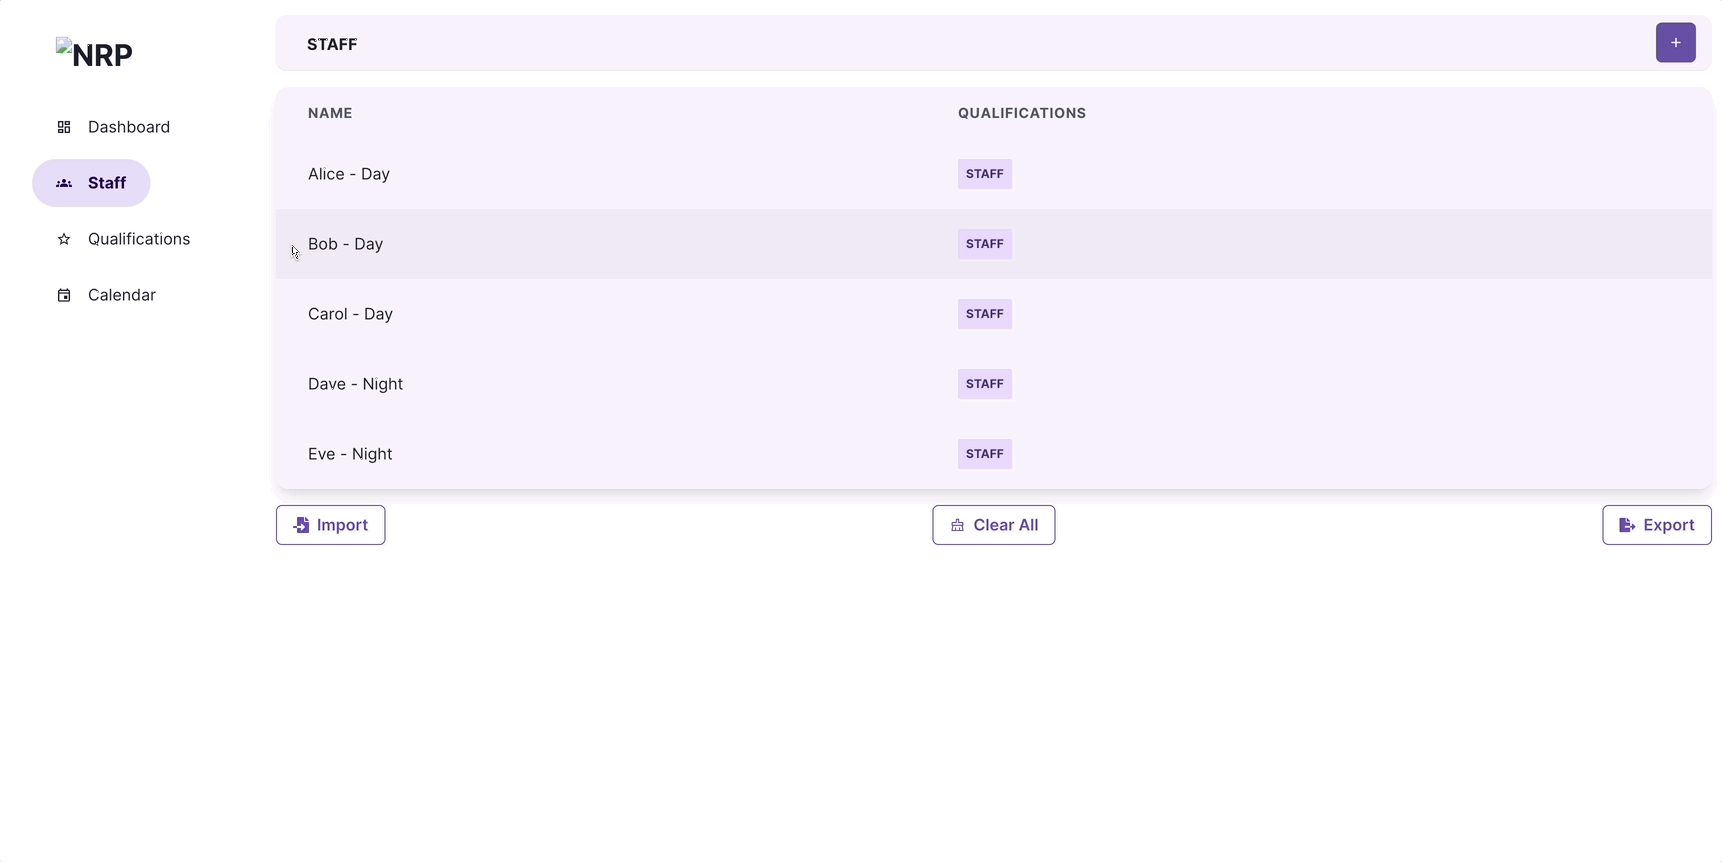 NRP
Dashboard
Staff
Qualifications
Calendar
STAFF
+
NAME QUALIFICATIONS
Alice - Day STAFF
Bob - Day STAFF
Carol - Day STAFF
Dave - Night STAFF
Eve - Night STAFF
Import Clear All Export